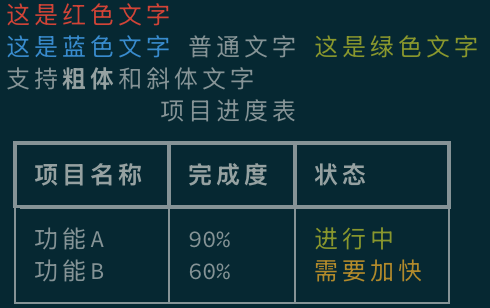 这是红色文字
这是蓝色文字 普通文字 这是绿色文字
支持粗体和斜体文字
项目进度表
项目名称 完成度 状态
功能A 90% 进行中
功能B 60% 需要加快